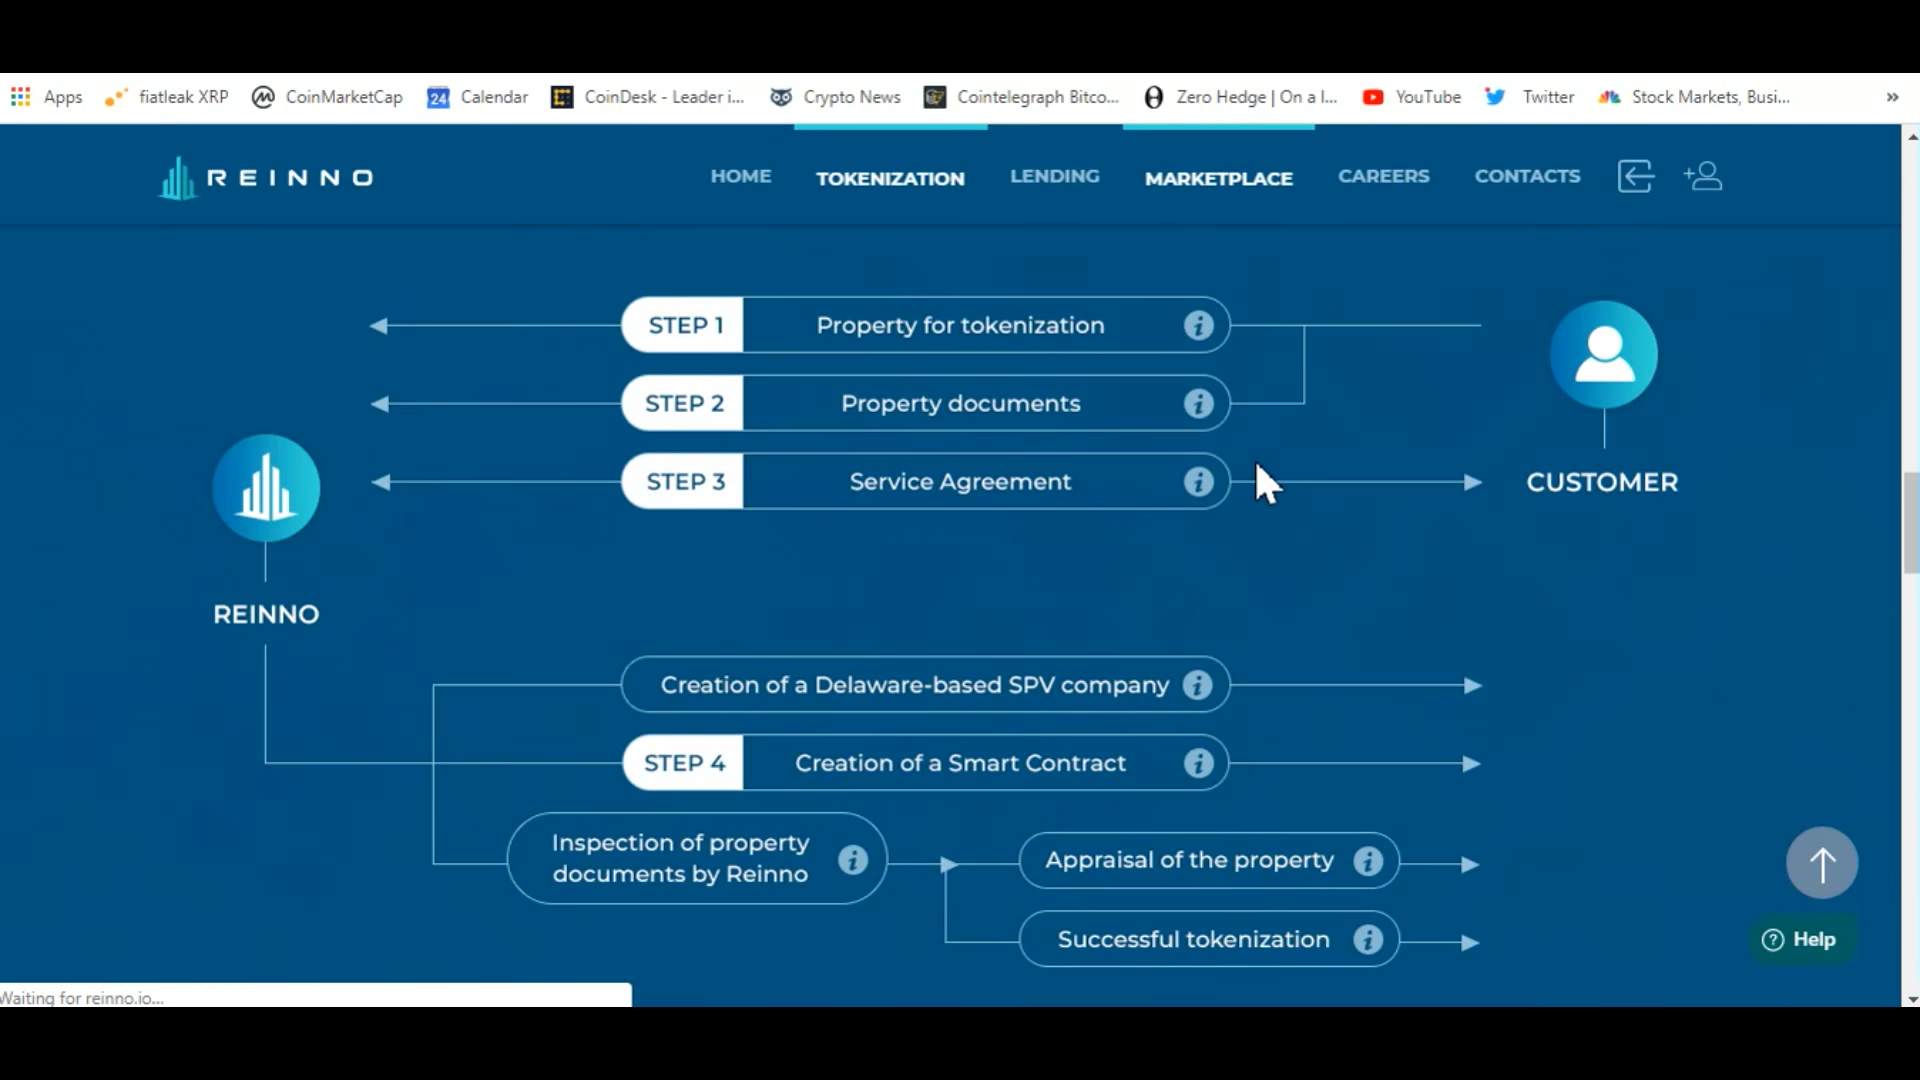 Apps fiatleak XRP CoinMarketCap 24 Calendar CoinDesk - Leader i... Crypto News Cointelegraph Bitco... Zero Hedge | On a l... YouTube Twitter Stock Markets, Busi... »
REINNO HOME TOKENIZATION LENDING MARKETPLACE CAREERS CONTACTS
STEP 1 Property for tokenization
STEP 2 Property documents
STEP 3 Service Agreement
CUSTOMER
REINNO
Creation of a Delaware-based SPV company
STEP 4 Creation of a Smart Contract
Inspection of property
documents by Reinno
Appraisal of the property
Successful tokenization
Help
Waiting for reinno.io...